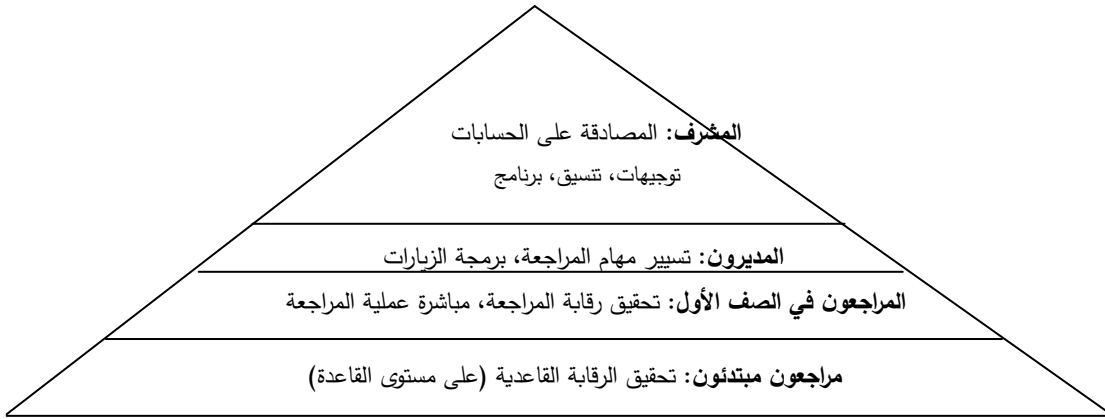 المشرف: المصادقة على الحسابات
توجيهات، تنسيق، برنامج
المديرون: تسيير مهام المراجعة، برمجة الزيارات
المراجعون في الصف الأول: تحقيق رقابة المراجعة، مباشرة عملية المراجعة
مراجعون مبتدئون: تحقيق الرقابة القاعدية (على مستوى القاعدة)